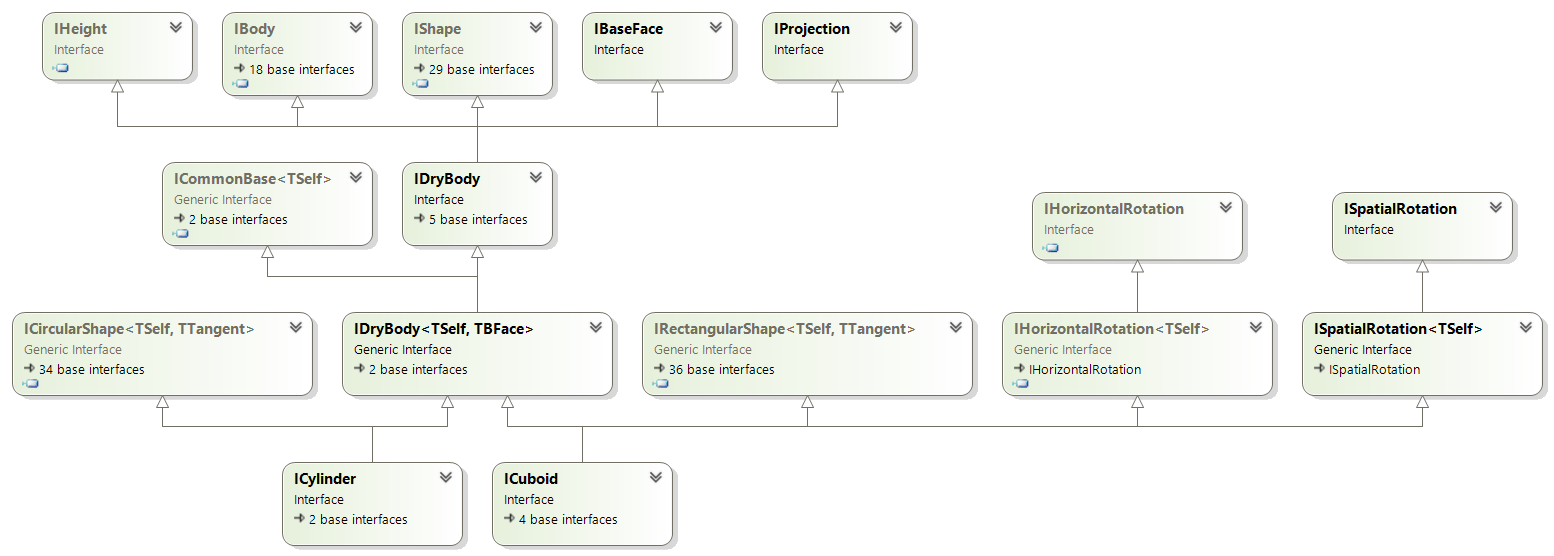 IHeight
Interface
IBody
Interface
18 base interfaces
IShape
Interface
29 base interfaces
IBaseFace
Interface
IProjection
Interface
ICommonBase<TSelf>
Generic Interface
2 base interfaces
IDryBody
Interface
5 base interfaces
IHorizontalRotation
Interface
ISpatialRotation
Interface
ICircularShape<TSelf, TTangent>
Generic Interface
34 base interfaces
IDryBody<TSelf, TBFace>
Generic Interface
2 base interfaces
IRectangularShape<TSelf, TTangent>
Generic Interface
36 base interfaces
IHorizontalRotation<TSelf>
Generic Interface
IHorizontalRotation
ISpatialRotation<TSelf>
Generic Interface
ISpatialRotation
ICylinder
Interface
2 base interfaces
ICuboid
Interface
4 base interfaces